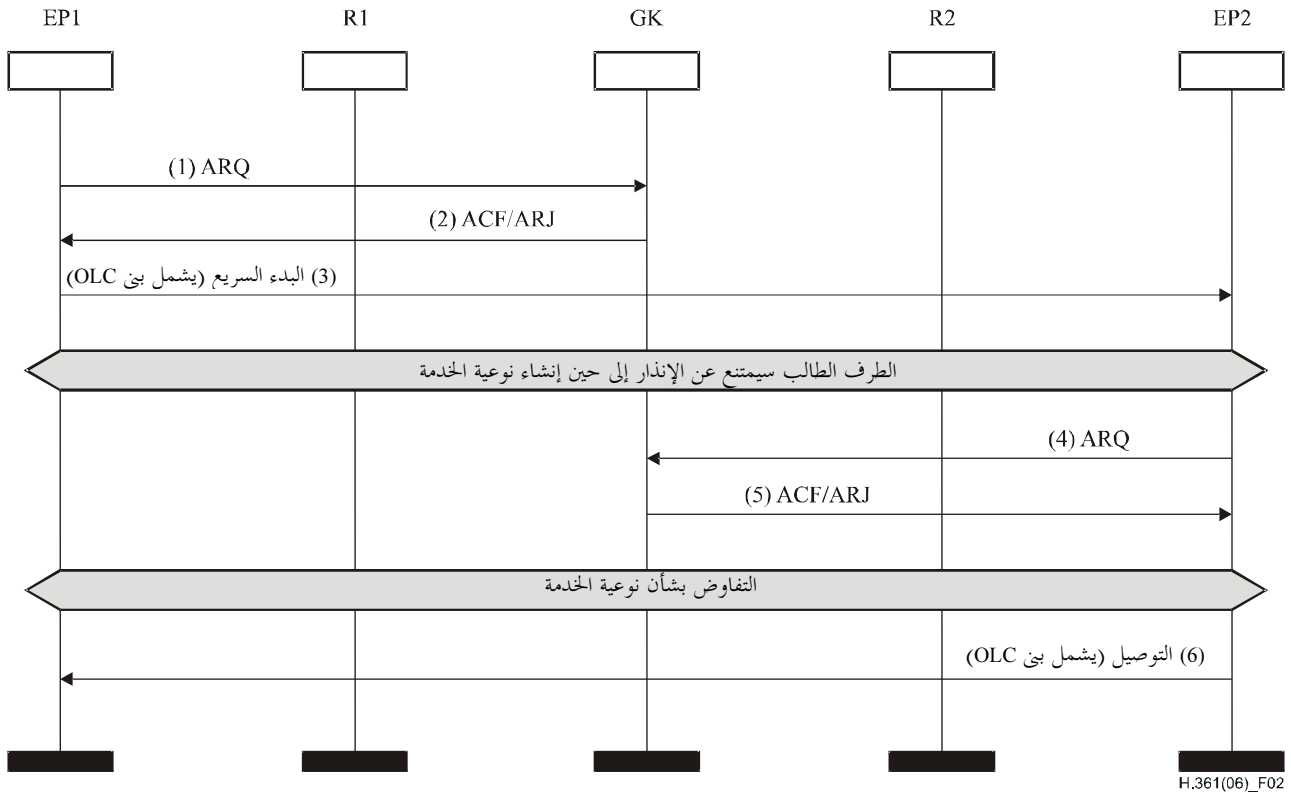 EP1 R1 GK R2 EP2
(1) ARQ
(2) ACF/ARJ
(3) البدء السريع (يشمل بنى OLC)
الطرف الطالب سيمتنع عن الإنذار إلى حين إنشاء نوعية الخدمة
(4) ARQ
(5) ACF/ARJ
التفاوض بشأن نوعية الخدمة
(6) التوصيل (يشمل بنى OLC)
H.361(06)_F02